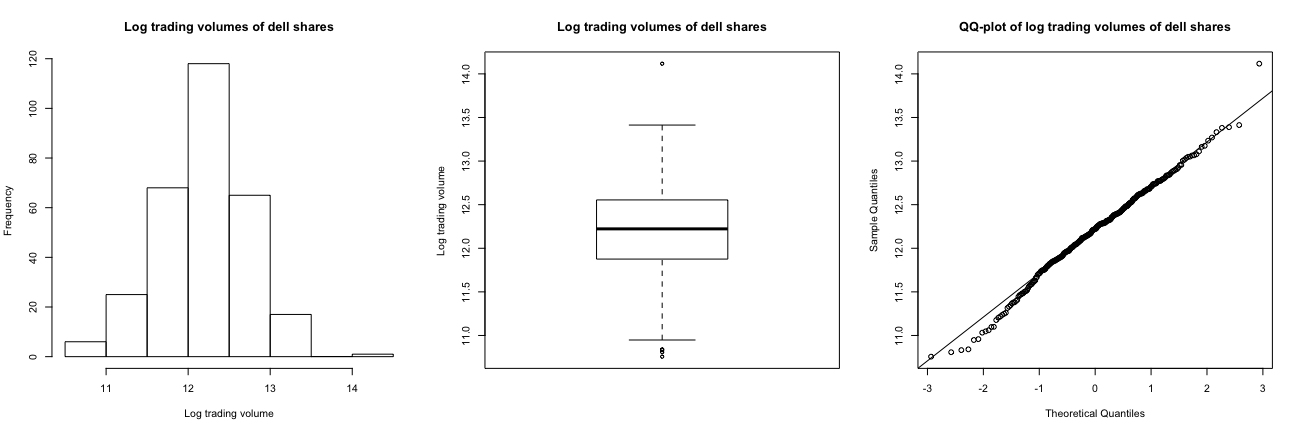 Log trading volumes of dell shares
Frequency
120
100
80
60
40
20
0
11 12 13 14
Log trading volume
Log trading volumes of dell shares
Log trading volume
14.0
13.5
13.0
12.5
12.0
11.5
11.0
QQ-plot of log trading volumes of dell shares
Sample Quantiles
14.0
13.5
13.0
12.5
12.0
11.5
11.0
-3 -2 -1 0 1 2 3
Theoretical Quantiles